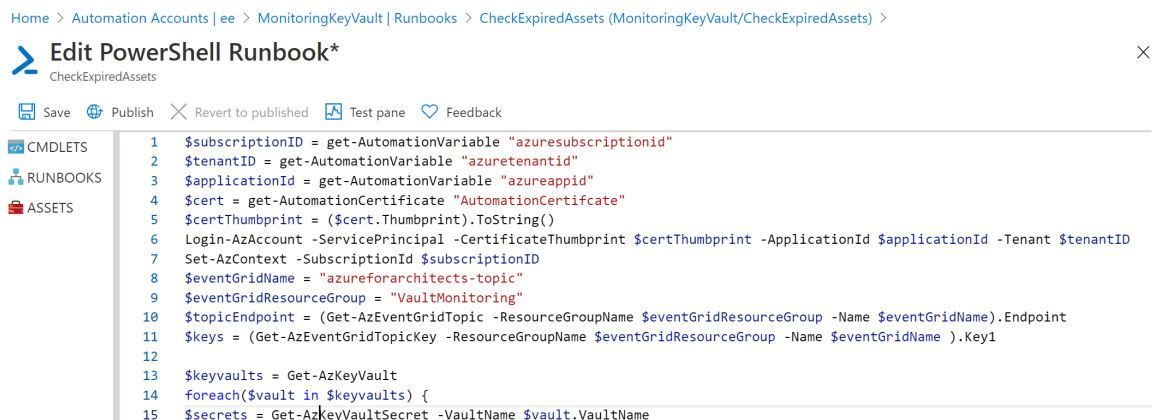 Home > Automation Accounts | ee > MonitoringKeyVault | Runbooks > CheckExpiredAssets (MonitoringKeyVault/CheckExpiredAssets) >
Edit PowerShell Runbook*
CheckExpiredAssets
Save Publish Revert to published Test pane Feedback
CMDLETS
RUNBOOKS
ASSETS
1 $subscriptionID = get-AutomationVariable "azuresubscriptionid"
2 $tenantID = get-AutomationVariable "azuretenantid"
3 $applicationId = get-AutomationVariable "azureappid"
4 $cert = get-AutomationCertificate "AutomationCertifcate"
5 $certThumbprint = ($cert.Thumbprint).ToString()
6 Login-AzAccount -ServicePrincipal -CertificateThumbprint $certThumbprint -ApplicationId $applicationId -Tenant $tenantID
7 Set-AzContext -SubscriptionId $subscriptionID
8 $eventGridName = "azureforarchitects-topic"
9 $eventGridResourceGroup = "VaultMonitoring"
10 $topicEndpoint = (Get-AzEventGridTopic -ResourceGroupName $eventGridResourceGroup -Name $eventGridName).Endpoint
11 $keys = (Get-AzEventGridTopicKey -ResourceGroupName $eventGridResourceGroup -Name $eventGridName ).Key1
12
13 $keyvaults = Get-AzKeyVault
14 foreach($vault in $keyvaults) {
15 $secrets = Get-AzKeyVaultSecret -VaultName $vault.VaultName